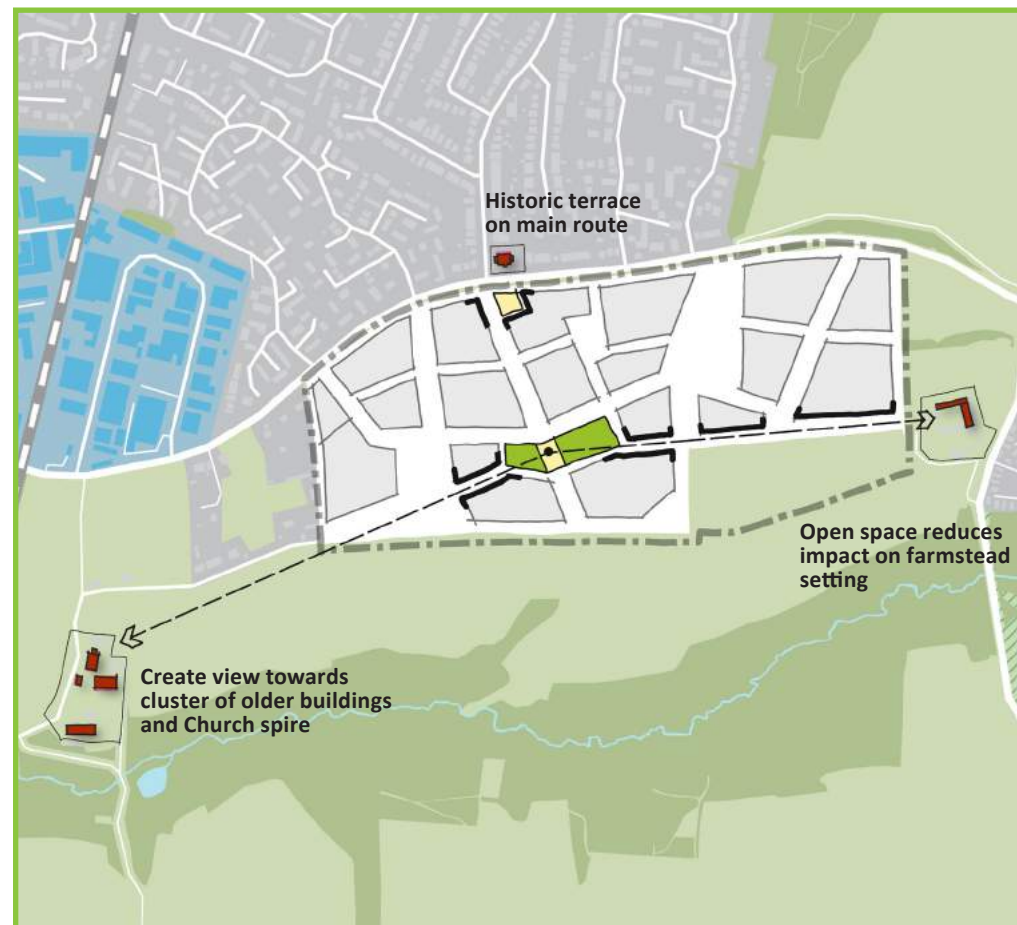 Historic terrace
on main route
Open space reduces
impact on farmstead
setting
Create view towards
cluster of older buildings
and Church spire